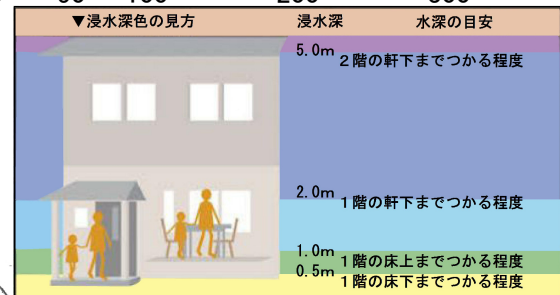 ▼浸水深色の見方 浸水深 水深の目安
5.0m 2階の軒下までつかる程度
2.0m 1階の軒下までつかる程度
1.0m 1階の床上までつかる程度
0.5m 1階の床下までつかる程度